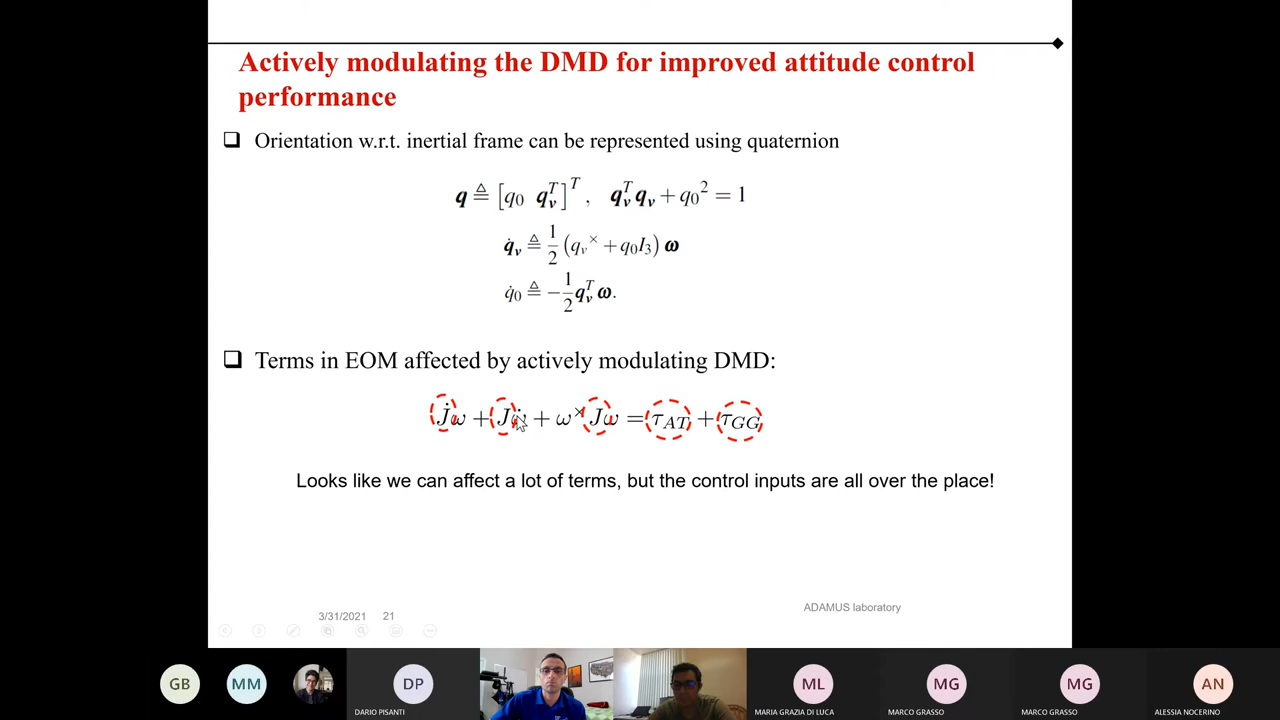 Actively modulating the DMD for improved attitude control
performance
Orientation w.r.t. inertial frame can be represented using quaternion
q ≜ [q₀ qᵥᵀ]ᵀ, qᵥᵀqᵥ + q₀² = 1
q̇ᵥ ≜ 1/2 (qᵥ× + q₀I₃) ω
q̇₀ ≜ −1/2 qᵥᵀ ω.
Terms in EOM affected by actively modulating DMD:
J̇ω + Jω̇ + ω×Jω = τ_AT + τ_GG
Looks like we can affect a lot of terms, but the control inputs are all over the place!
ADAMUS laboratory
3/31/2021 21
GB MM DP ML MG MG AN
DARIO PISANTI MARIA GRAZIA DI LUCA MARCO GRASSO MARCO GRASSO ALESSIA NOCERINO